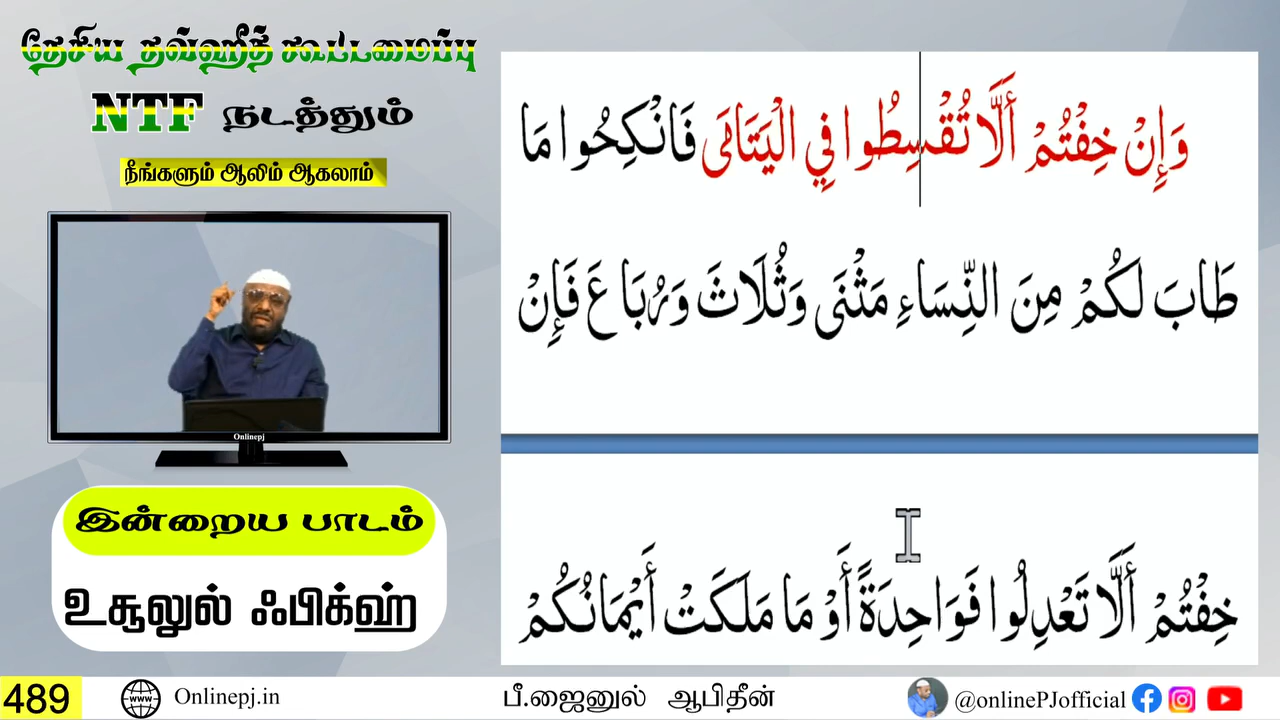 தேசிய தவ்ஹீத் கூட்டமைப்பு
NTF நடத்தும்
நீங்களும் ஆலிம் ஆகலாம்
Onlinepj
இன்றைய பாடம்
உசூலுல் ஃபிக்ஹ்
وَإِنْ خِفْتُمْ أَلَّا تُقْسِطُوا فِي الْيَتَامَى فَانْكِحُوا مَا
طَابَ لَكُمْ مِنَ النِّسَاءِ مَثْنَى وَثُلَاثَ وَرُبَاعَ فَإِنْ
خِفْتُمْ أَلَّا تَعْدِلُوا فَوَاحِدَةً أَوْ مَا مَلَكَتْ أَيْمَانُكُمْ
489 Onlinepj.in பீ.ஜைனுல் ஆபிதீன் @onlinePJofficial